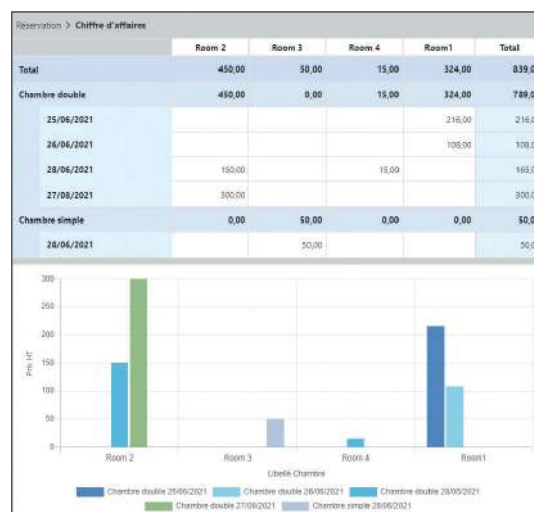 Réservation > Chiffre d'affaires
Room 2 Room 3 Room 4 Room1 Total
Total 450,00 50,00 15,00 324,00 839,0
Chambre double 450,00 0,00 15,00 324,00 789,0
25/06/2021 216,00 216,0
26/06/2021 108,00 108,0
28/06/2021 150,00 15,00 165,0
27/08/2021 300,00 300,0
Chambre simple 0,00 50,00 0,00 0,00 50,0
28/06/2021 50,00 50,0
300
250
200
150
100
50
0
Prix HT
Room 2 Room 3 Room 4 Room1
Libellé Chambre
Chambre double 25/06/2021 Chambre double 26/06/2021 Chambre double 28/06/2021
Chambre double 27/08/2021 Chambre simple 28/06/2021